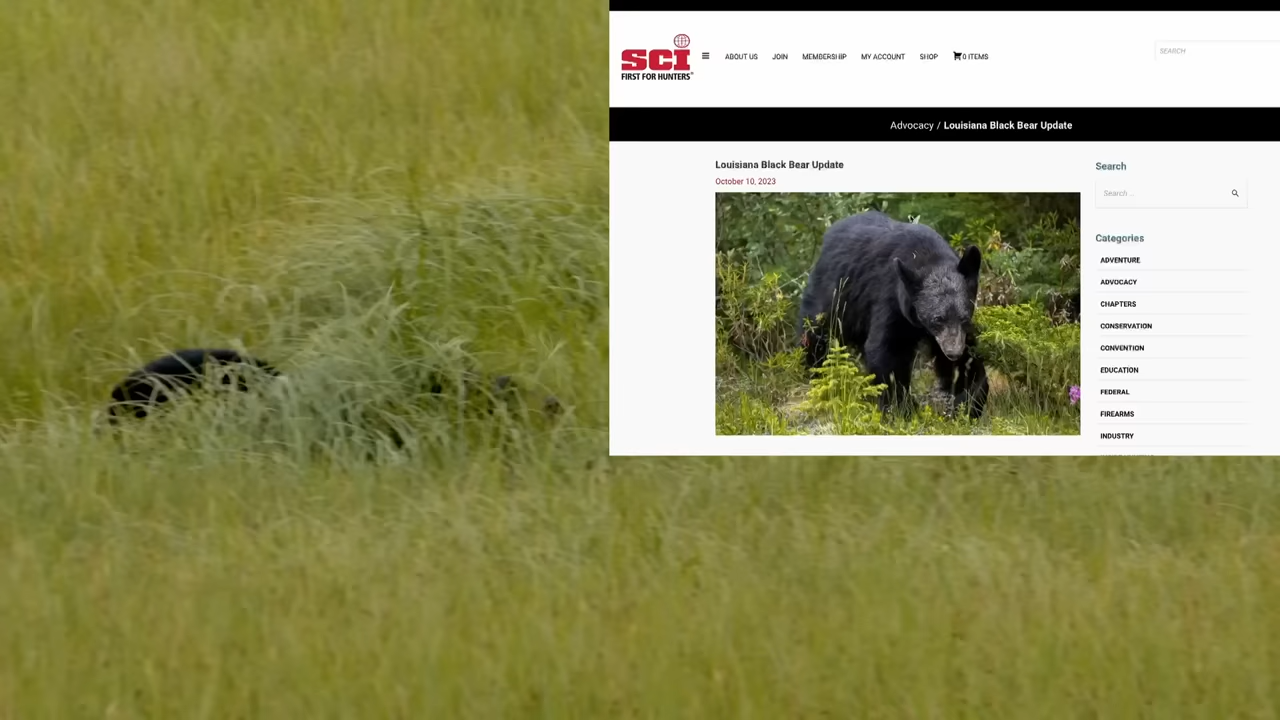 SCI
FIRST FOR HUNTERS®
ABOUT US JOIN MEMBERSHIP MY ACCOUNT SHOP 0 ITEMS
SEARCH
Advocacy / Louisiana Black Bear Update
Louisiana Black Bear Update
October 10, 2023
Search
Search ...
Categories
ADVENTURE
ADVOCACY
CHAPTERS
CONSERVATION
CONVENTION
EDUCATION
FEDERAL
FIREARMS
INDUSTRY